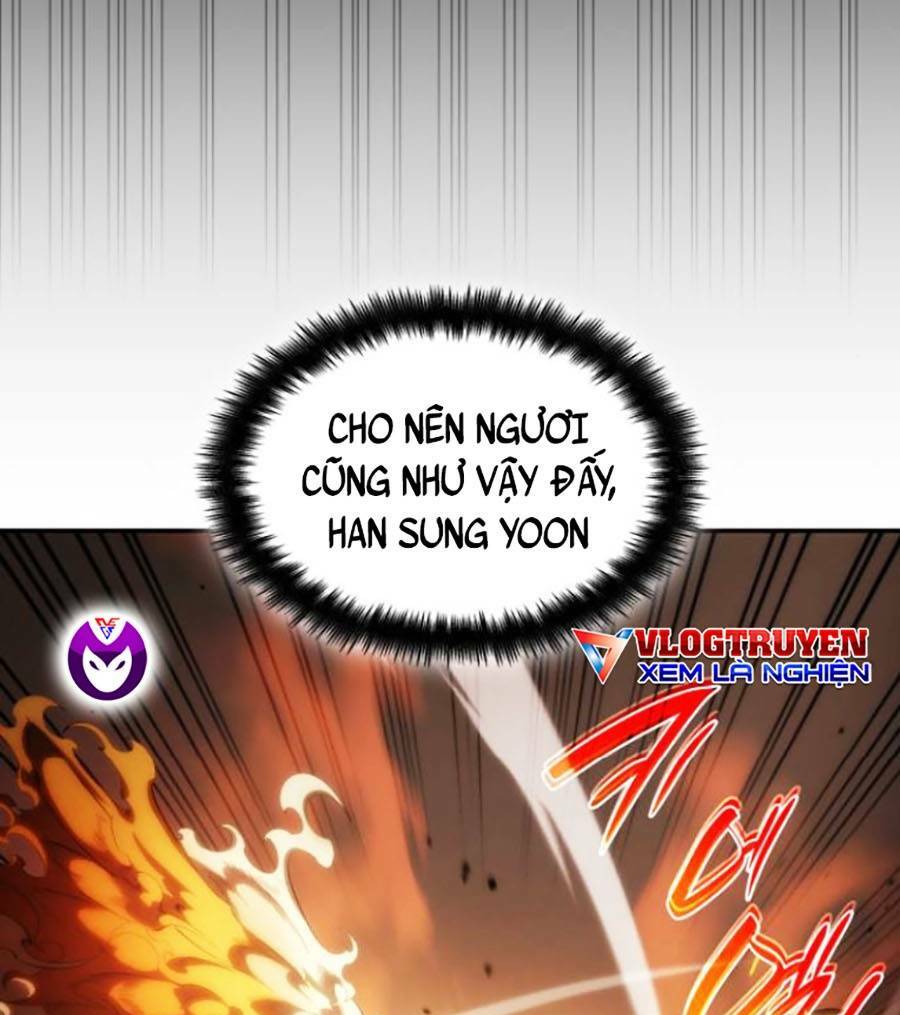 CHO NÊN NGƯƠI
CŨNG NHƯ VẬY ĐẤY,
HAN SUNG YOON
VLOGTRUYEN
XEM LÀ NGHIỆN